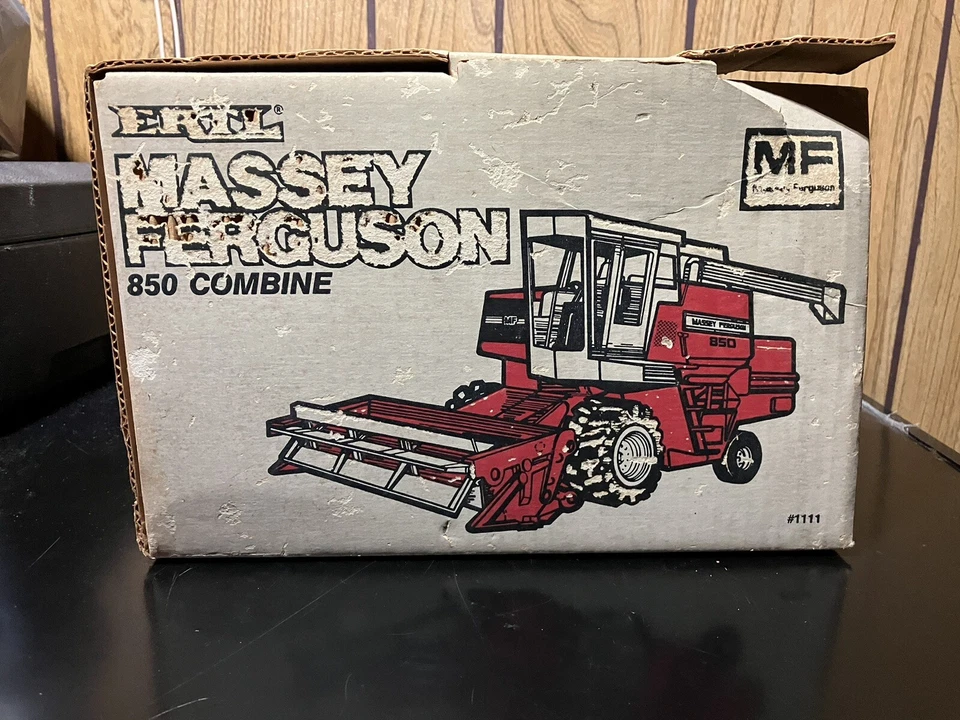 ERTL®
MF
MASSEY
Massey Ferguson
FERGUSON
850 COMBINE
MF
MASSEY FERGUSON
850
#1111